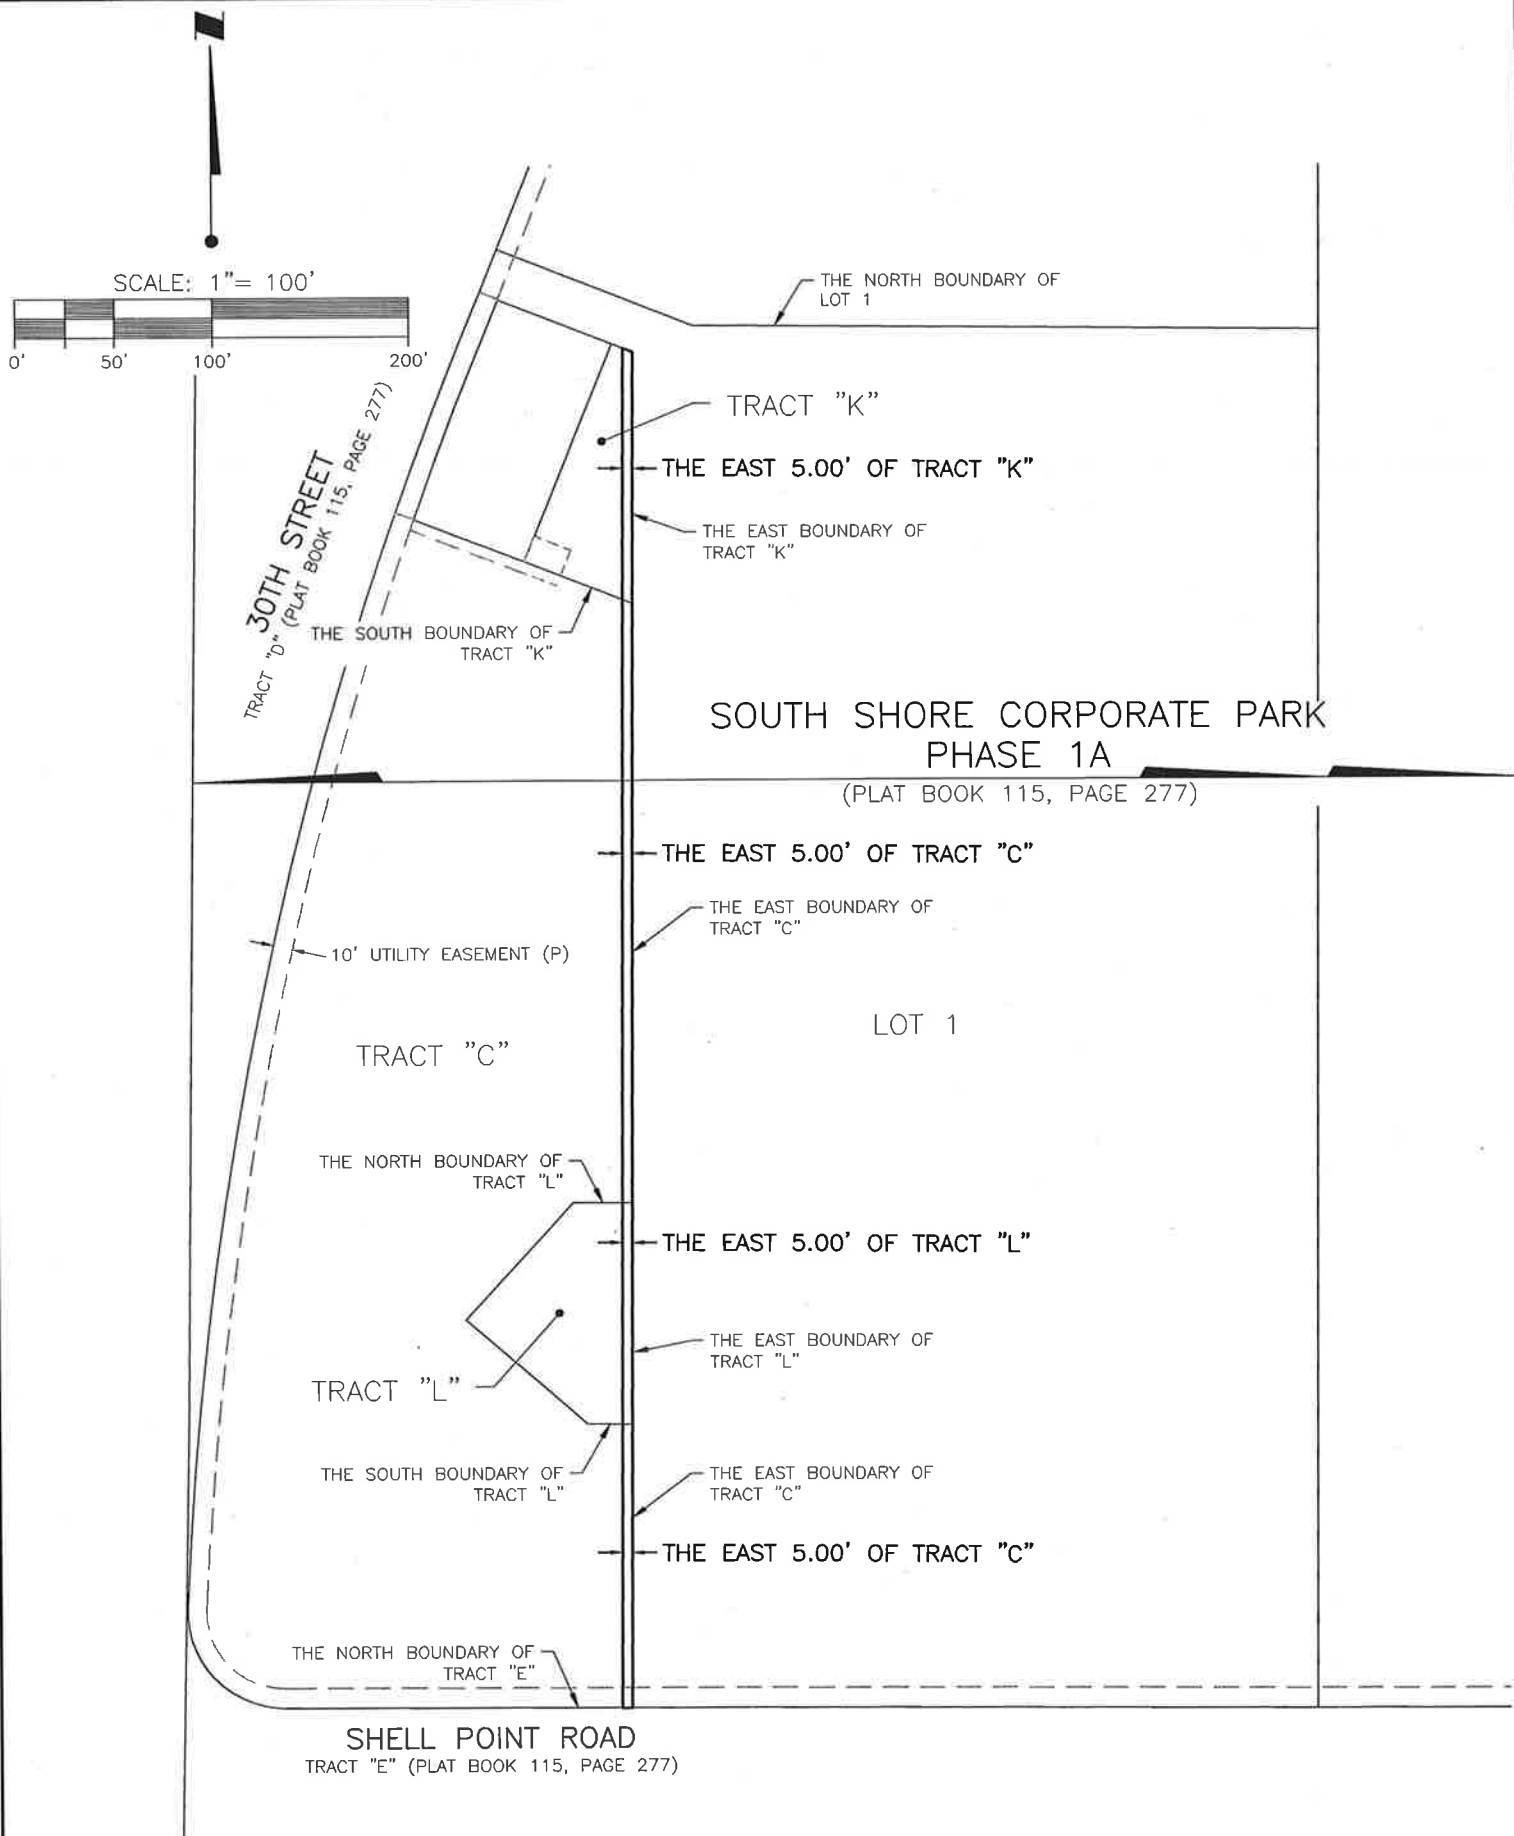 N
SCALE: 1"= 100'
0' 50' 100' 200'
THE NORTH BOUNDARY OF
LOT 1
TRACT "K"
THE EAST 5.00' OF TRACT "K"
THE EAST BOUNDARY OF
TRACT "K"
30TH STREET
TRACT "D" (PLAT BOOK 115, PAGE 277)
THE SOUTH BOUNDARY OF
TRACT "K"
SOUTH SHORE CORPORATE PARK
PHASE 1A
(PLAT BOOK 115, PAGE 277)
THE EAST 5.00' OF TRACT "C"
THE EAST BOUNDARY OF
TRACT "C"
10' UTILITY EASEMENT (P)
LOT 1
TRACT "C"
THE NORTH BOUNDARY OF
TRACT "L"
THE EAST 5.00' OF TRACT "L"
THE EAST BOUNDARY OF
TRACT "L"
TRACT "L"
THE SOUTH BOUNDARY OF
TRACT "L"
THE EAST BOUNDARY OF
TRACT "C"
THE EAST 5.00' OF TRACT "C"
THE NORTH BOUNDARY OF
TRACT "E"
SHELL POINT ROAD
TRACT "E" (PLAT BOOK 115, PAGE 277)